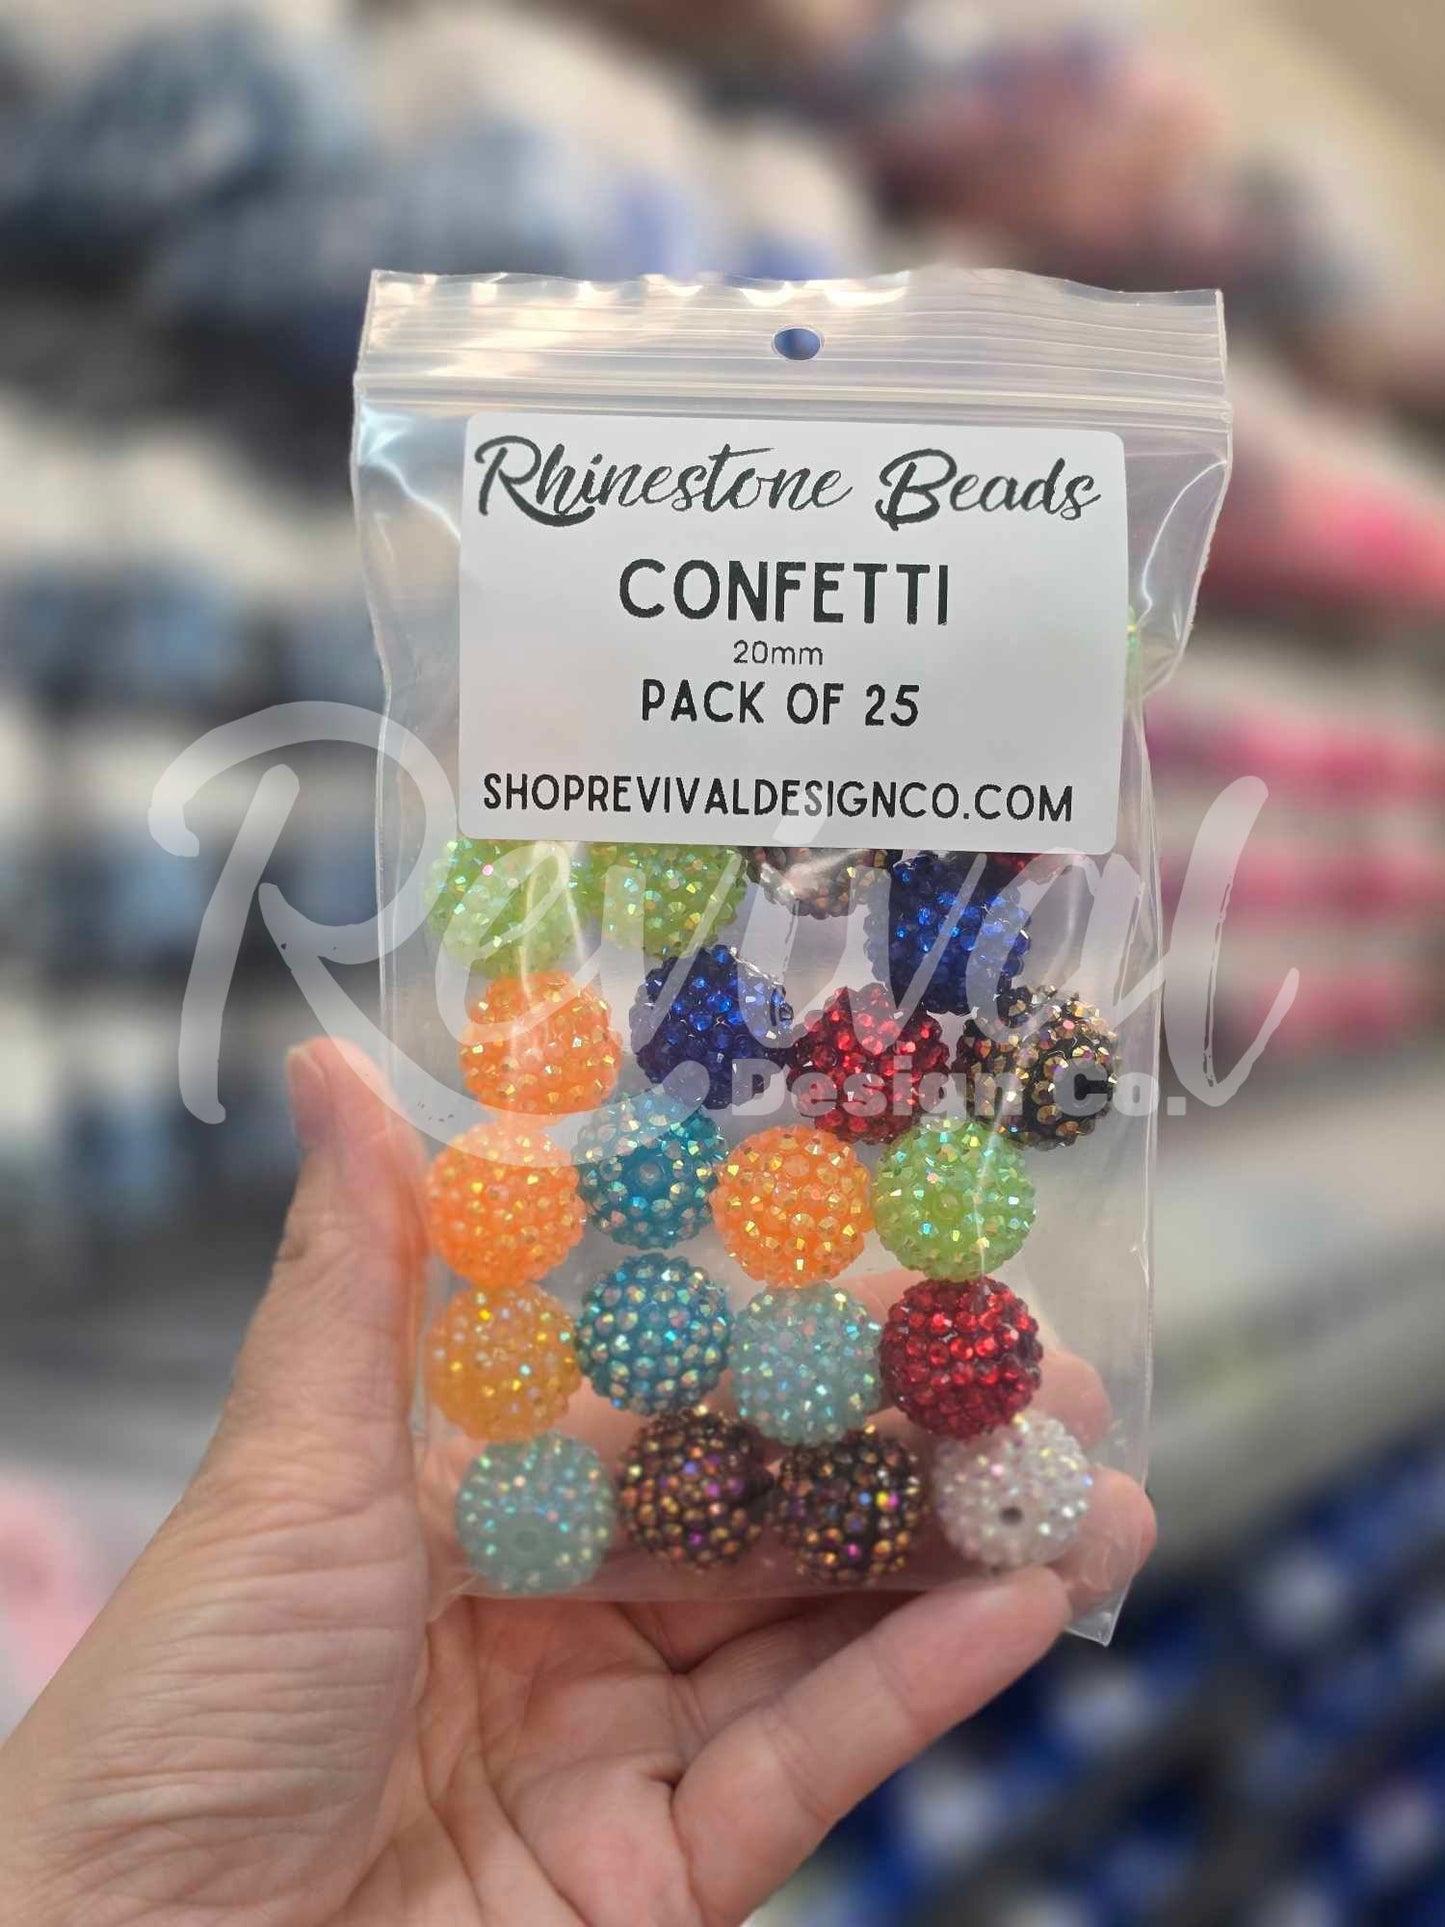 Rhinestone Beads
CONFETTI
20mm
PACK OF 25
SHOPREVIVALDESIGNCO.COM
Revival
Design Co.